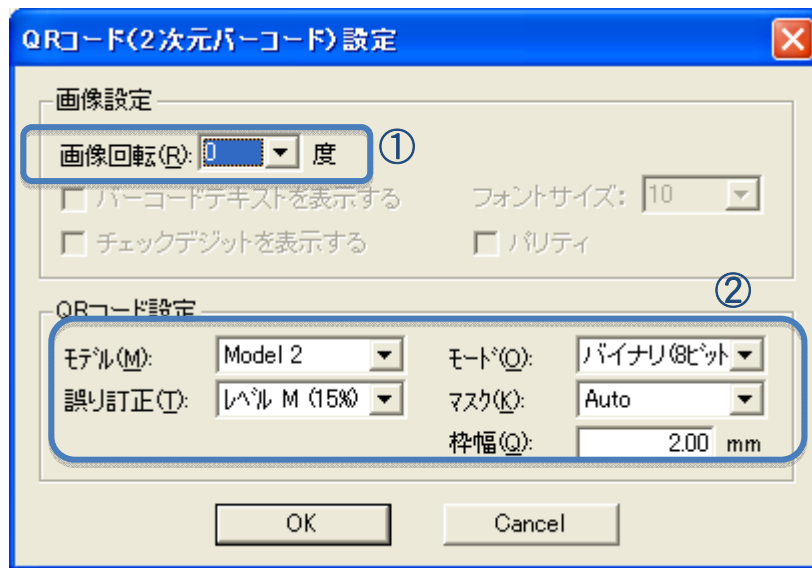 QRコード(2次元バーコード)設定
画像設定
画像回転(R): 0 度 ①
バーコードテキストを表示する フォントサイズ: 10
チェックデジットを表示する パリティ
②
QRコード設定
モデル(M): Model 2 モード(O): バイナリ(8ビット
誤り訂正(T): レベル M (15%) マスク(K): Auto
枠幅(Q): 2.00 mm
OK Cancel